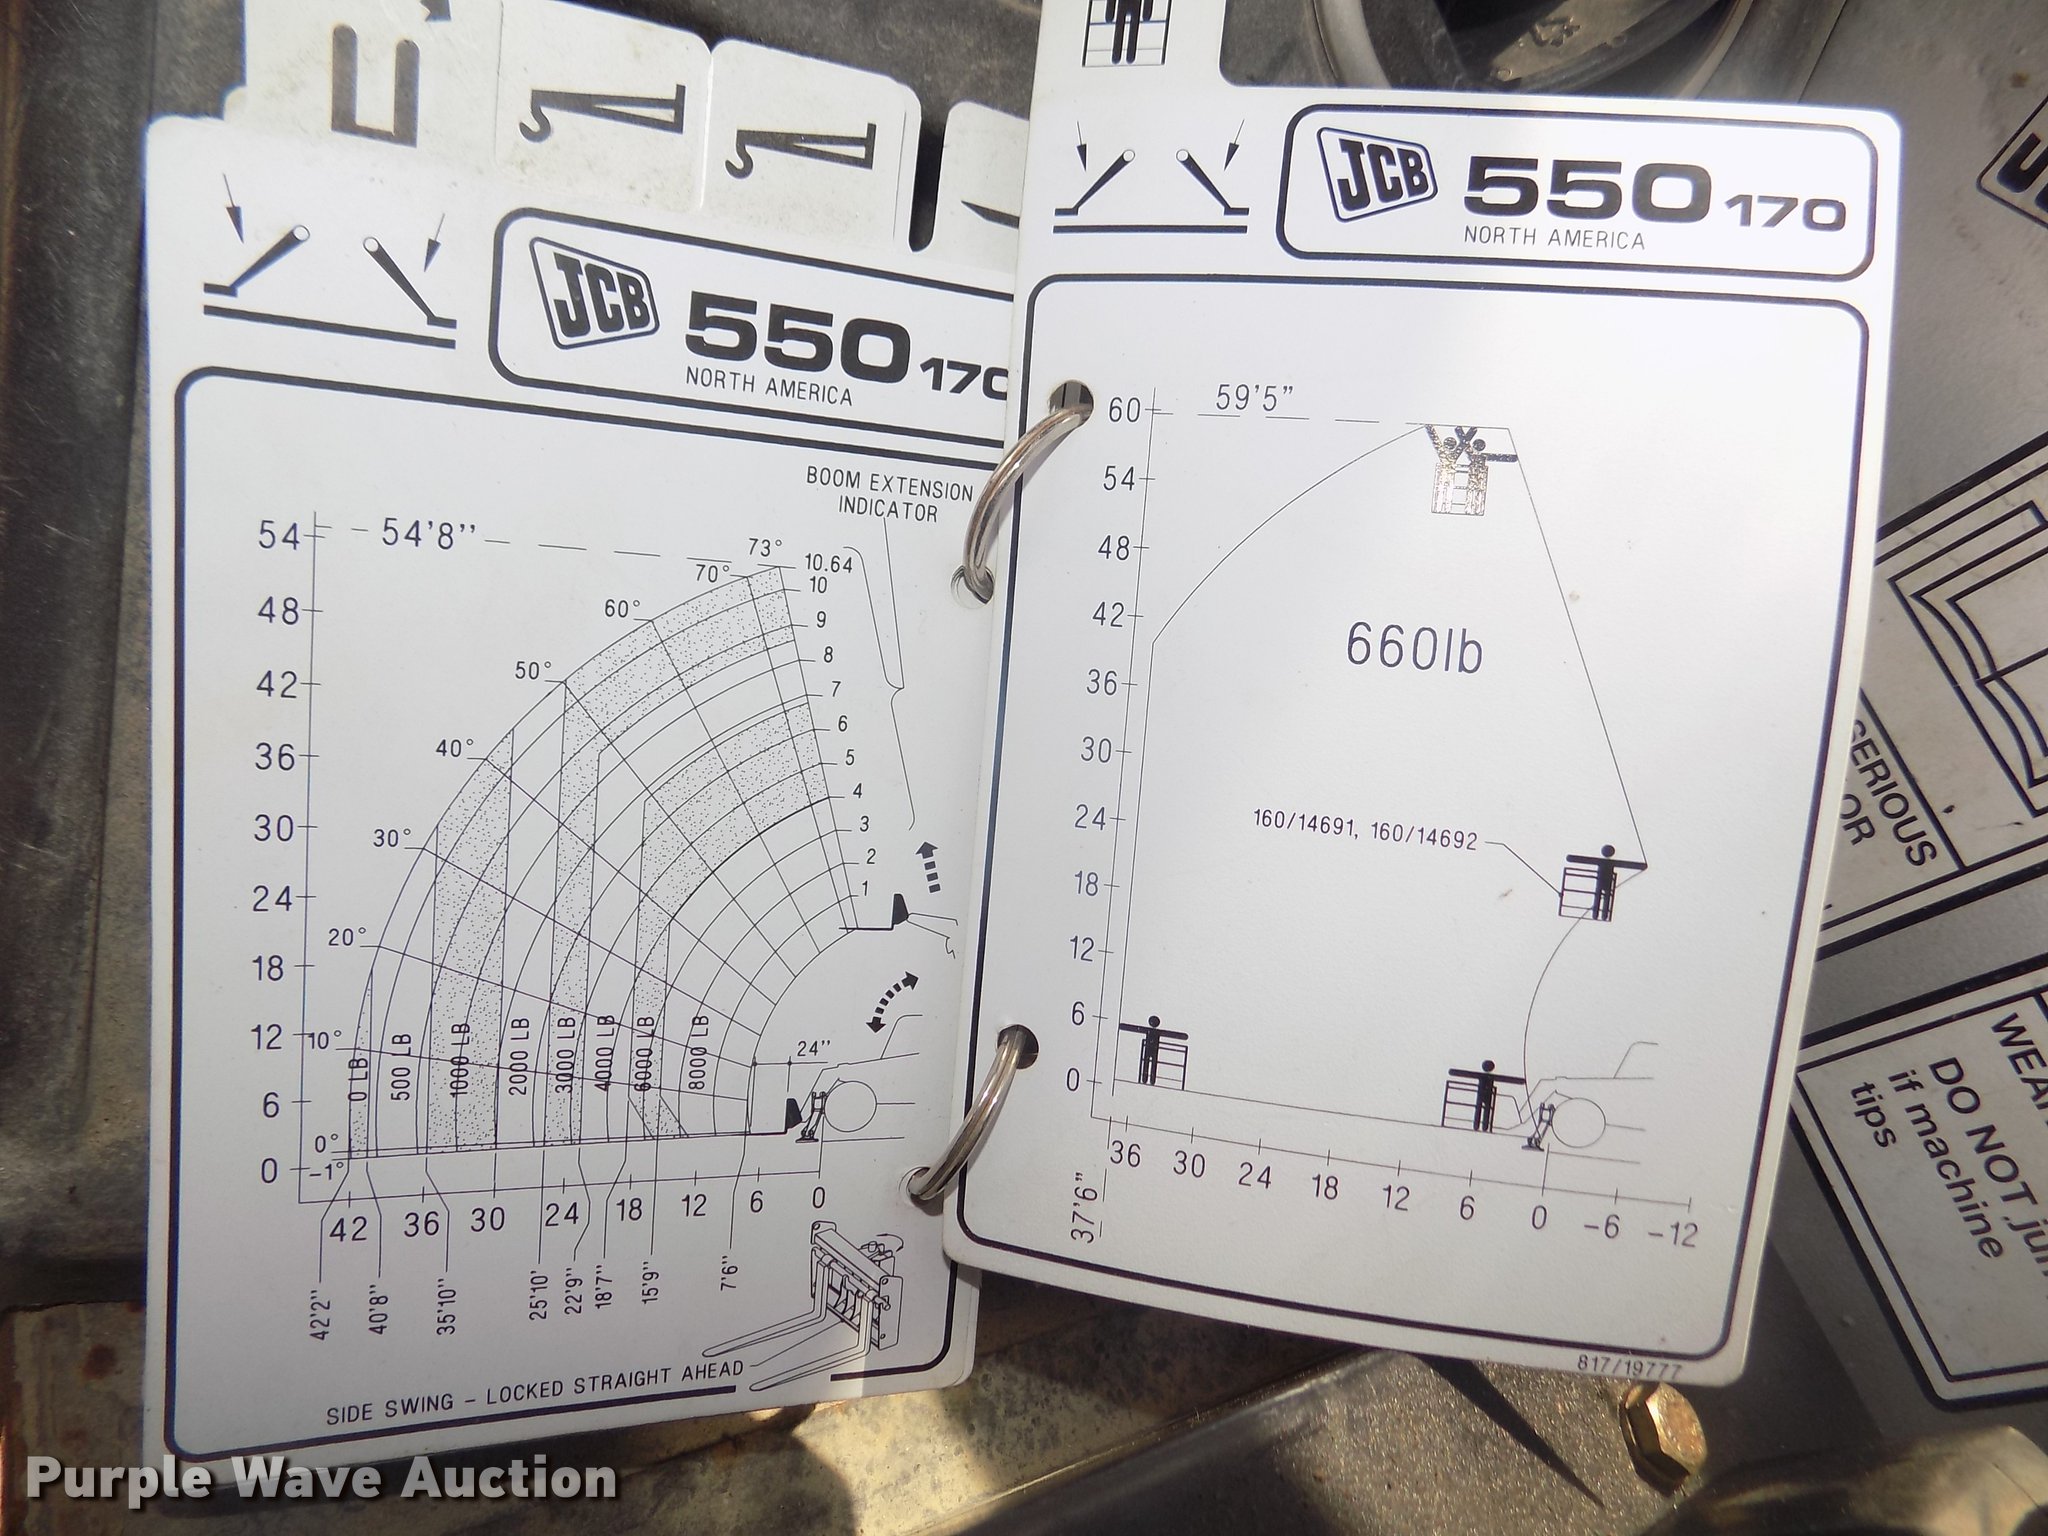 JCB 550 170
NORTH AMERICA
BOOM EXTENSION
INDICATOR
54'8''
54
48
42
36
30
24
18
12
6
0
73°
70°
60°
50°
40°
30°
20°
10°
0°
-1°
10.64
10
9
8
7
6
5
4
3
2
1
0 LB
500 LB
1000 LB
2000 LB
3000 LB
4000 LB
6000 LB
8000 LB
24''
42 36 30 24 18 12 6 0
42'2''
40'8''
35'10''
25'10'
22'9''
18'7''
15'9''
7'6''
SIDE SWING - LOCKED STRAIGHT AHEAD
JCB 550 170
NORTH AMERICA
59'5"
60
54
48
42
36
30
24
18
12
6
0
660lb
160/14691, 160/14692
36 30 24 18 12 6 0 -6 -12
37'6"
817/19777
SERIOUS
OR
DO NOT
if machine
tips
Purple Wave Auction